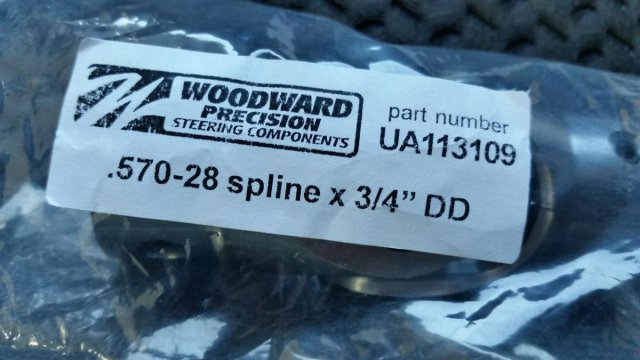 WOODWARD
PRECISION
STEERING COMPONENTS
part number
UA113109
.570-28 spline x 3/4” DD